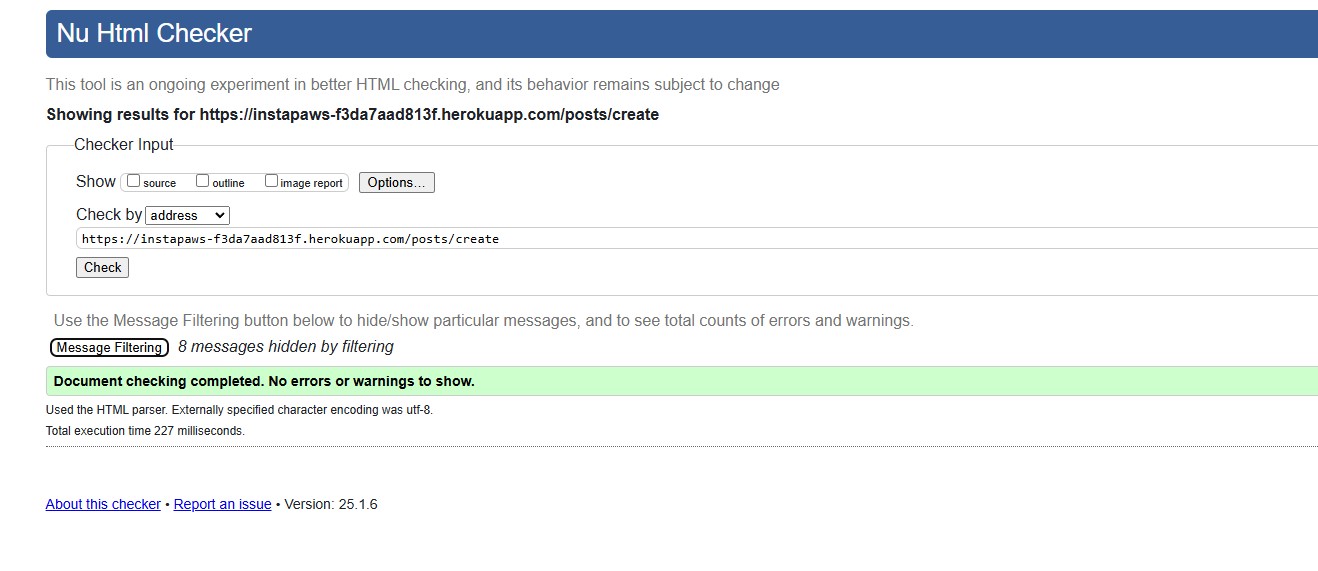 Nu Html Checker
This tool is an ongoing experiment in better HTML checking, and its behavior remains subject to change
Showing results for https://instapaws-f3da7aad813f.herokuapp.com/posts/create
Checker Input
Show source outline image report Options...
Check by address
https://instapaws-f3da7aad813f.herokuapp.com/posts/create
Check
Use the Message Filtering button below to hide/show particular messages, and to see total counts of errors and warnings.
Message Filtering 8 messages hidden by filtering
Document checking completed. No errors or warnings to show.
Used the HTML parser. Externally specified character encoding was utf-8.
Total execution time 227 milliseconds.
About this checker • Report an issue • Version: 25.1.6